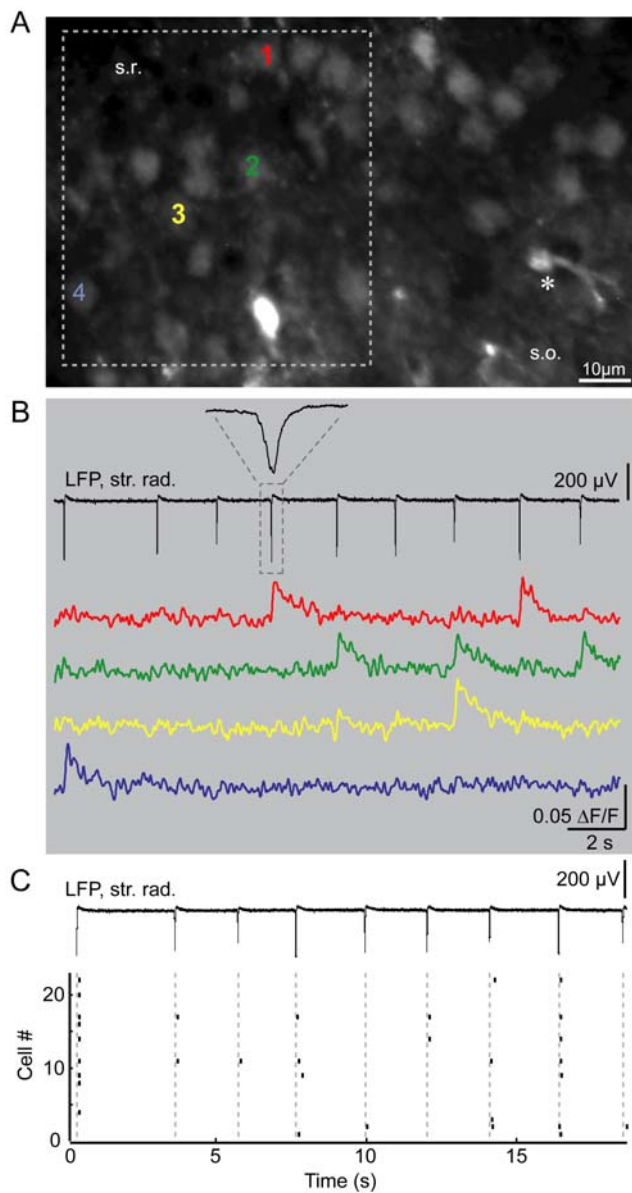 A
s.r.
1
2
3
4
*
s.o.
10μm
B
LFP, str. rad.
200 μV
0.05 ΔF/F
2 s
C
LFP, str. rad.
200 μV
Cell #
20
10
0
0 5 10 15
Time (s)